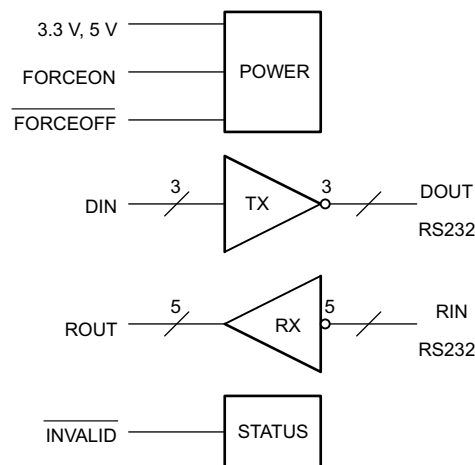 3.3 V, 5 V
FORCEON
FORCEOFF
POWER
DIN
3
TX
3
DOUT
RS232
ROUT
5
RX
5
RIN
RS232
INVALID
STATUS